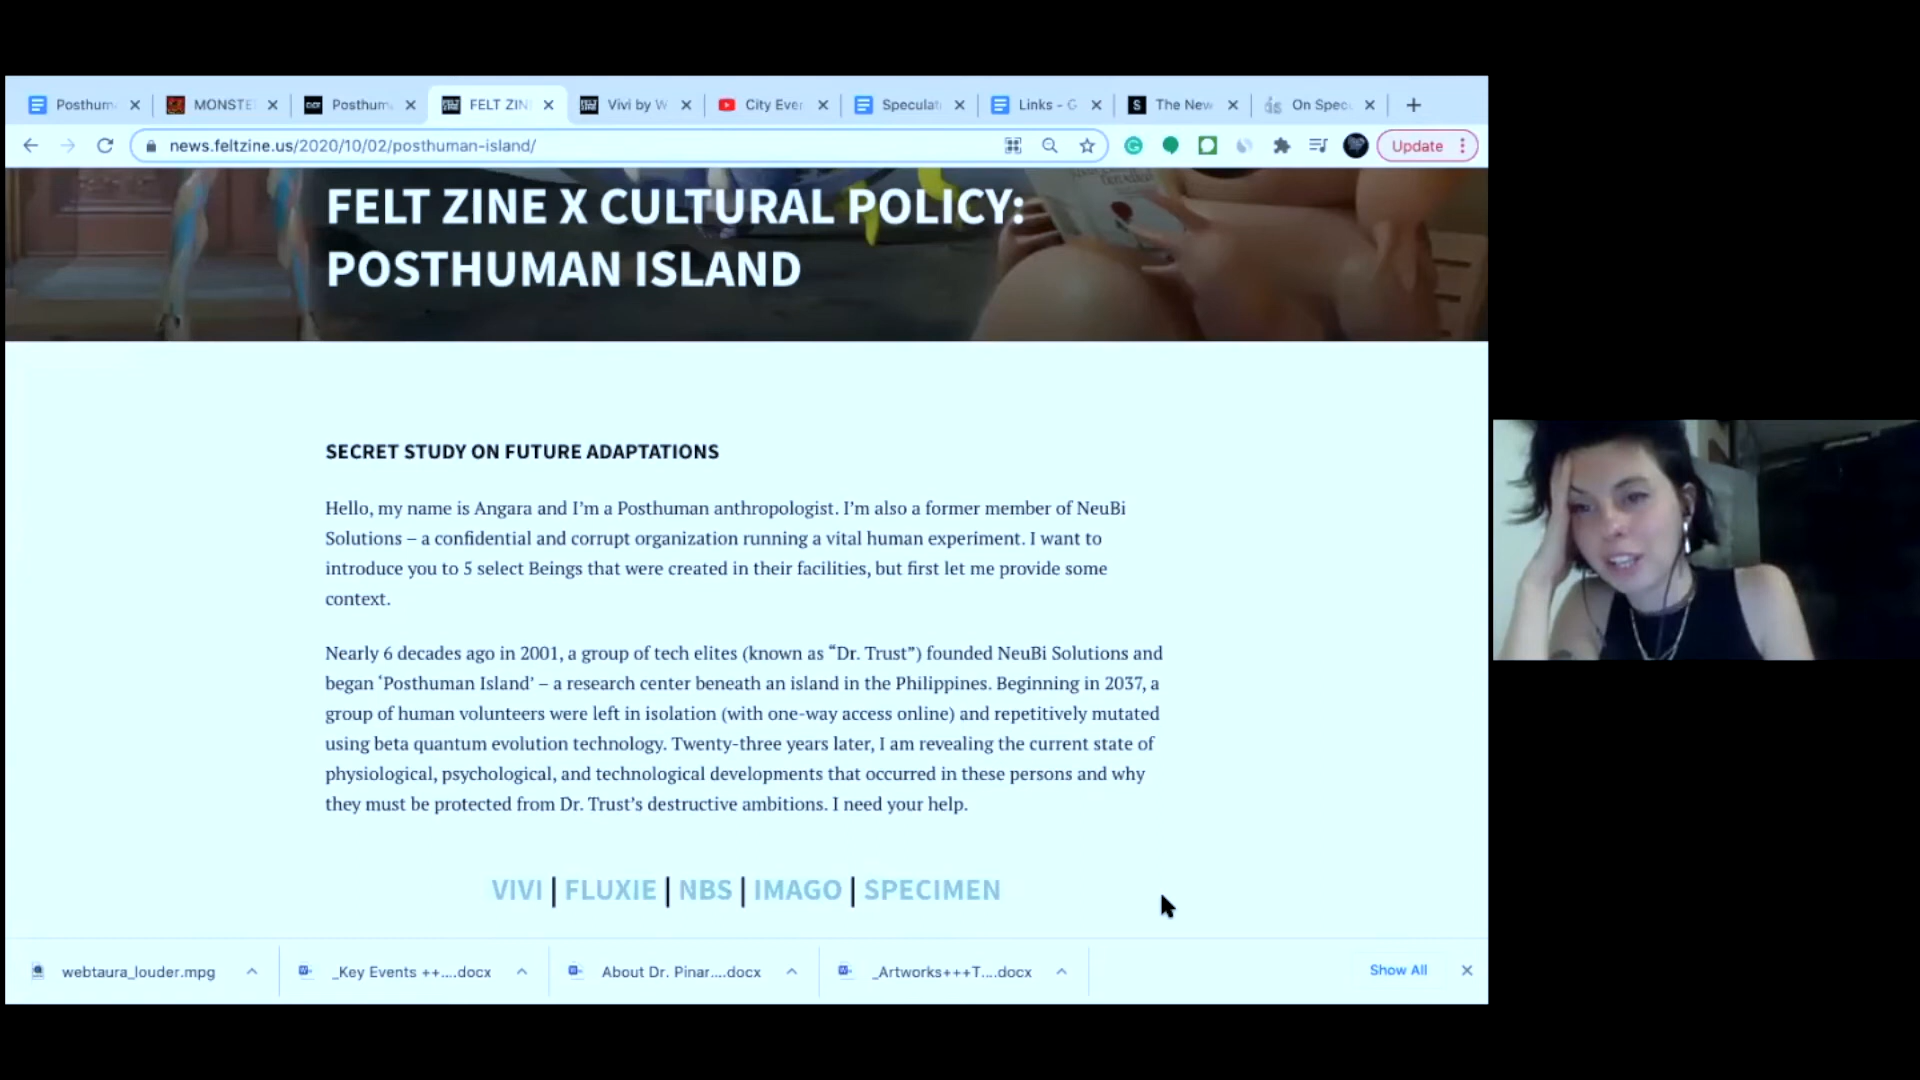 Posthum
MONSTE
Posthum
FELT ZIN
Vivi by W
City Ever
Speculati
Links - G
The New
On Spec
news.feltzine.us/2020/10/02/posthuman-island/
Update
FELT ZINE X CULTURAL POLICY:
POSTHUMAN ISLAND
SECRET STUDY ON FUTURE ADAPTATIONS
Hello, my name is Angara and I’m a Posthuman anthropologist. I’m also a former member of NeuBi
Solutions – a confidential and corrupt organization running a vital human experiment. I want to
introduce you to 5 select Beings that were created in their facilities, but first let me provide some
context.
Nearly 6 decades ago in 2001, a group of tech elites (known as “Dr. Trust”) founded NeuBi Solutions and
began ‘Posthuman Island’ – a research center beneath an island in the Philippines. Beginning in 2037, a
group of human volunteers were left in isolation (with one-way access online) and repetitively mutated
using beta quantum evolution technology. Twenty-three years later, I am revealing the current state of
physiological, psychological, and technological developments that occurred in these persons and why
they must be protected from Dr. Trust’s destructive ambitions. I need your help.
VIVI | FLUXIE | NBS | IMAGO | SPECIMEN
webtaura_louder.mpg
_Key Events ++....docx
About Dr. Pinar....docx
_Artworks+++T....docx
Show All